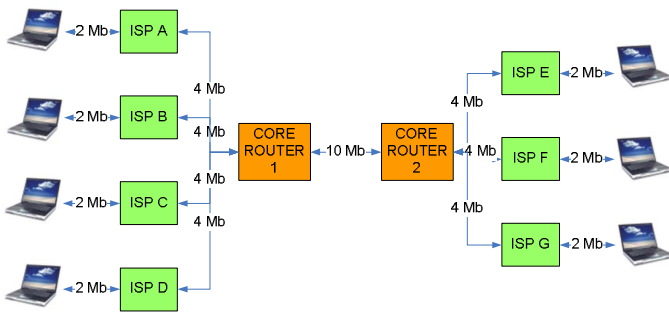 2 Mb
ISP A
4 Mb
2 Mb
ISP B
4 Mb
2 Mb
ISP C
4 Mb
2 Mb
ISP D
4 Mb
CORE
ROUTER
1
10 Mb
CORE
ROUTER
2
4 Mb
ISP E
2 Mb
4 Mb
ISP F
2 Mb
4 Mb
ISP G
2 Mb